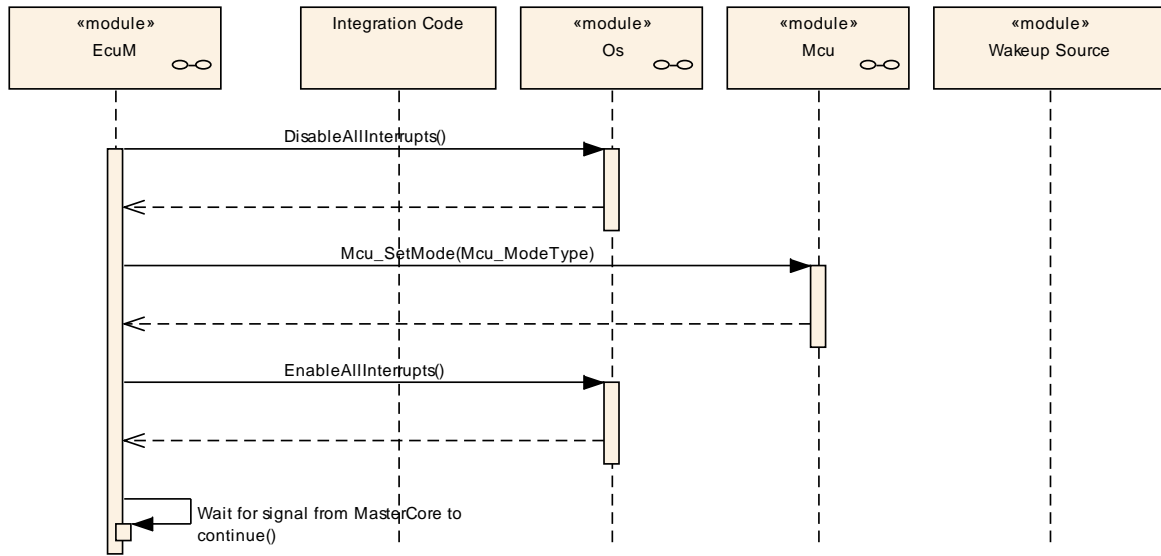 «module»
EcuM
Integration Code
«module»
Os
«module»
Mcu
«module»
Wakeup Source
DisableAllInterrupts()
Mcu_SetMode(Mcu_ModeType)
EnableAllInterrupts()
Wait for signal from MasterCore to
continue()